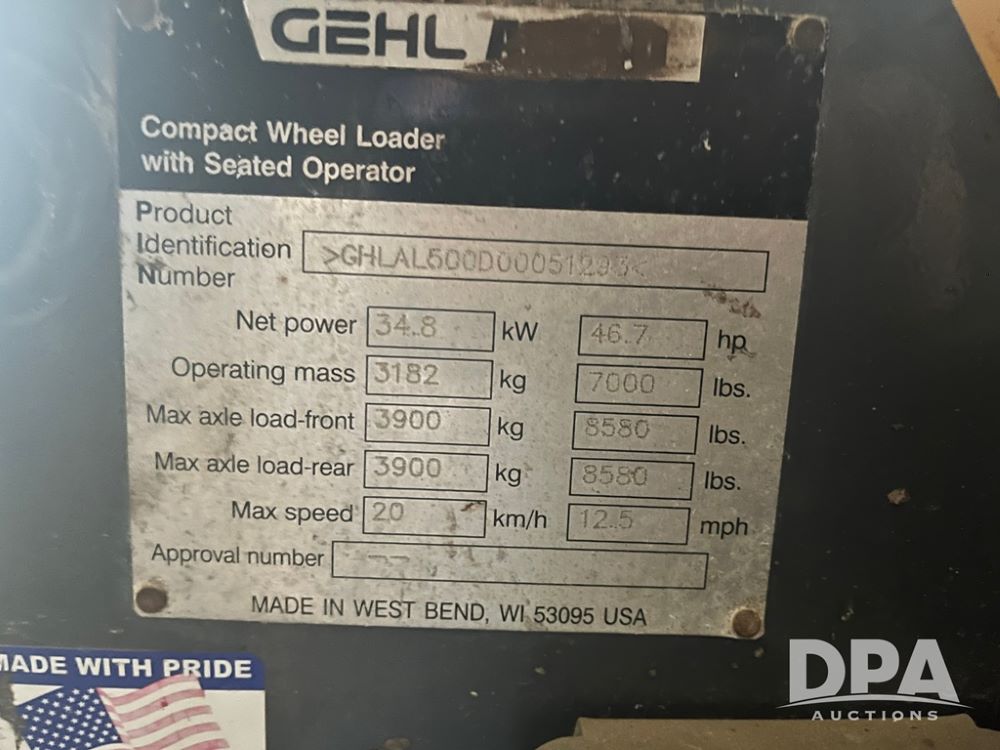 GEHL
Compact Wheel Loader
with Seated Operator
Product
Identification >GHLAL500D00051293<
Number
Net power 34.8 kW 46.7 hp
Operating mass 3182 kg 7000 lbs.
Max axle load-front 3900 kg 8580 lbs.
Max axle load-rear 3900 kg 8580 lbs.
Max speed 20 km/h 12.5 mph
Approval number --
MADE IN WEST BEND, WI 53095 USA
MADE WITH PRIDE
DPA
AUCTIONS